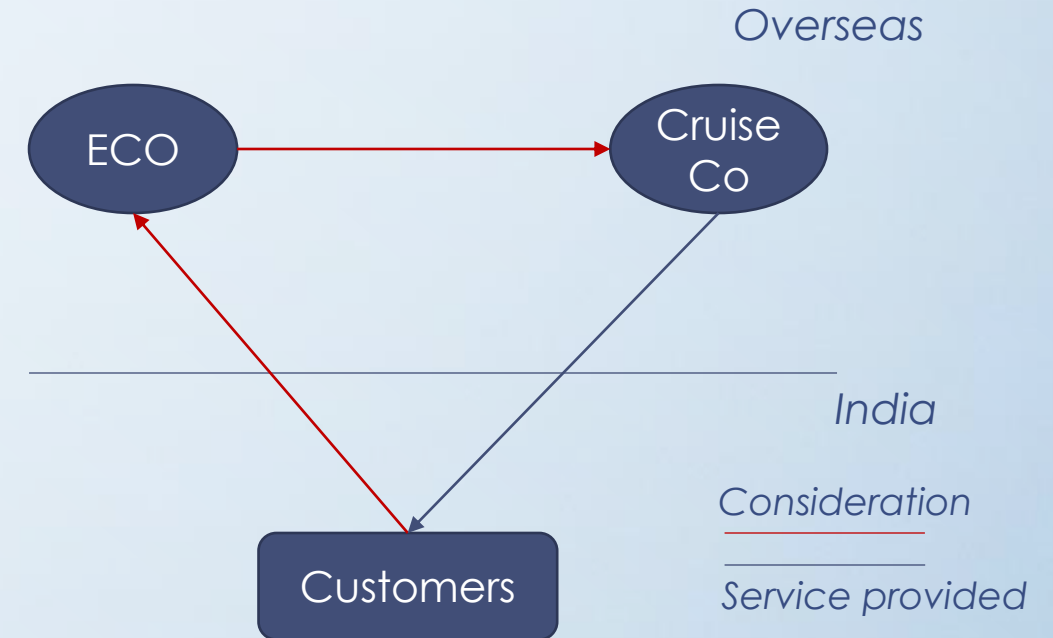 Overseas
ECO
Cruise
Co
India
Consideration
Service provided
Customers